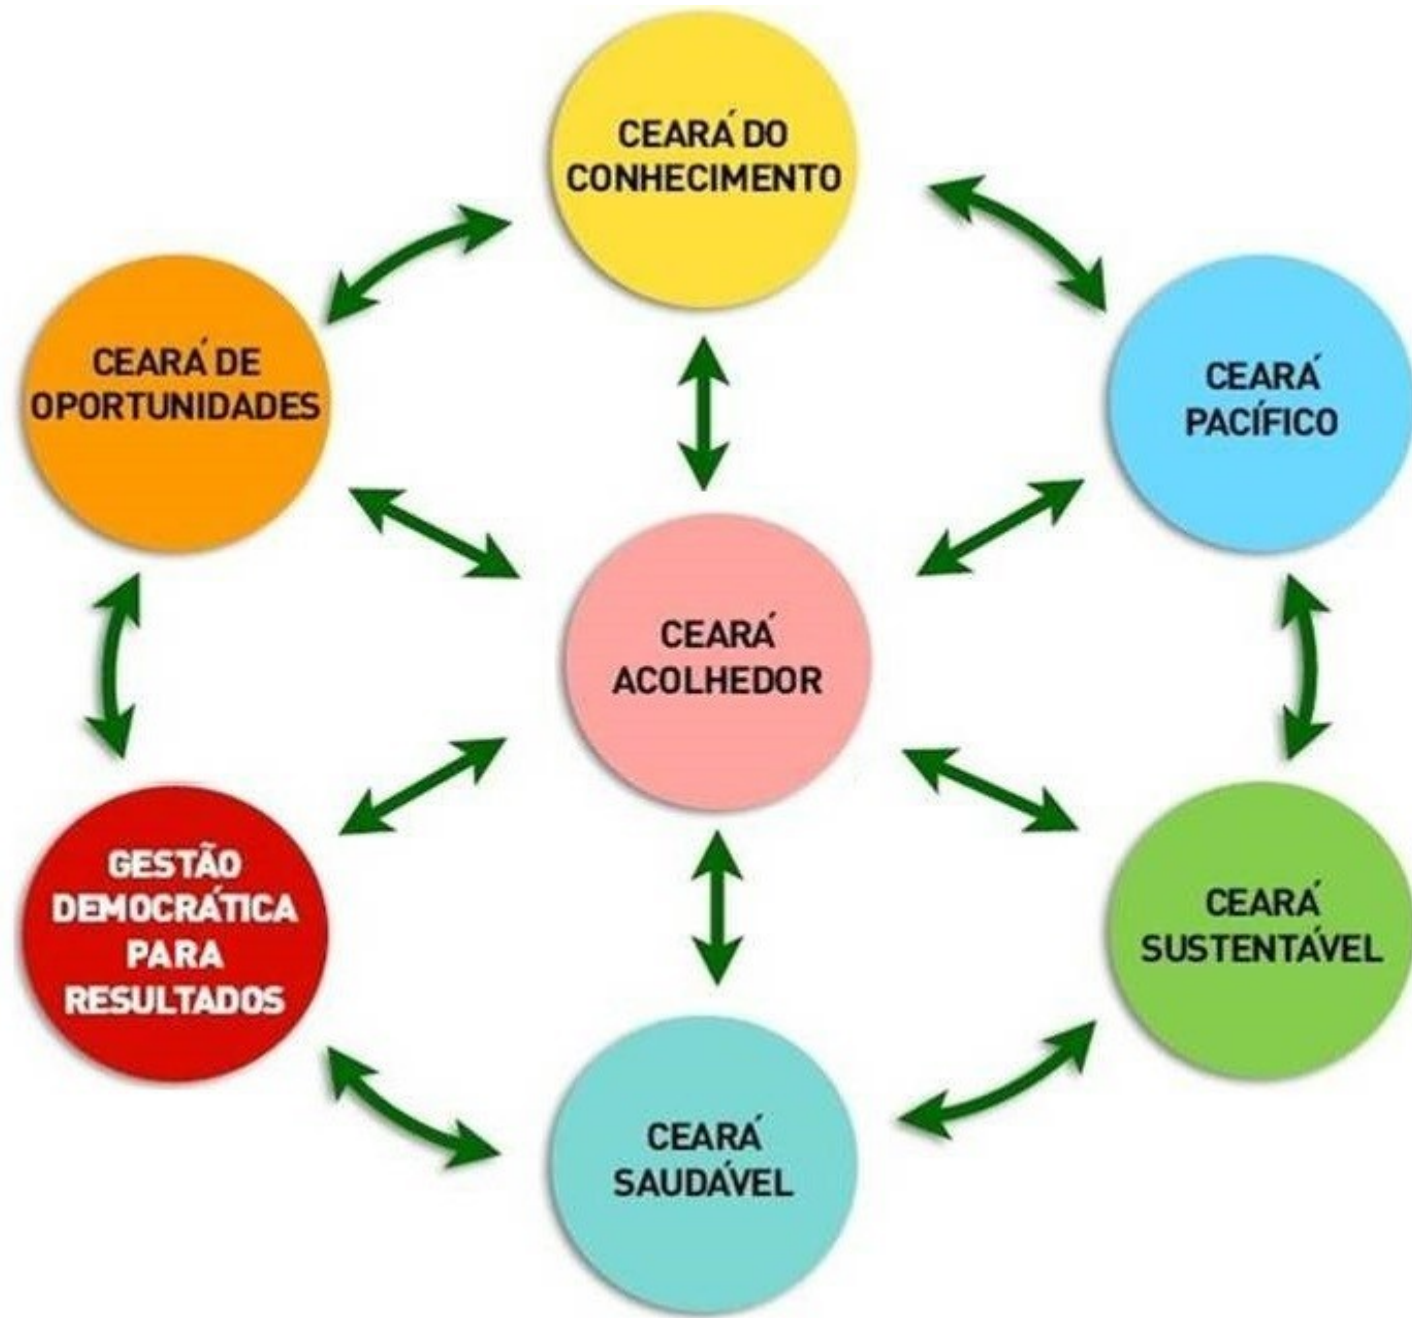 CEARÁ DO
CONHECIMENTO
CEARÁ DE
OPORTUNIDADES
CEARÁ
PACÍFICO
CEARÁ
ACOLHEDOR
GESTÃO
DEMOCRÁTICA
PARA
RESULTADOS
CEARÁ
SUSTENTÁVEL
CEARÁ
SAUDÁVEL